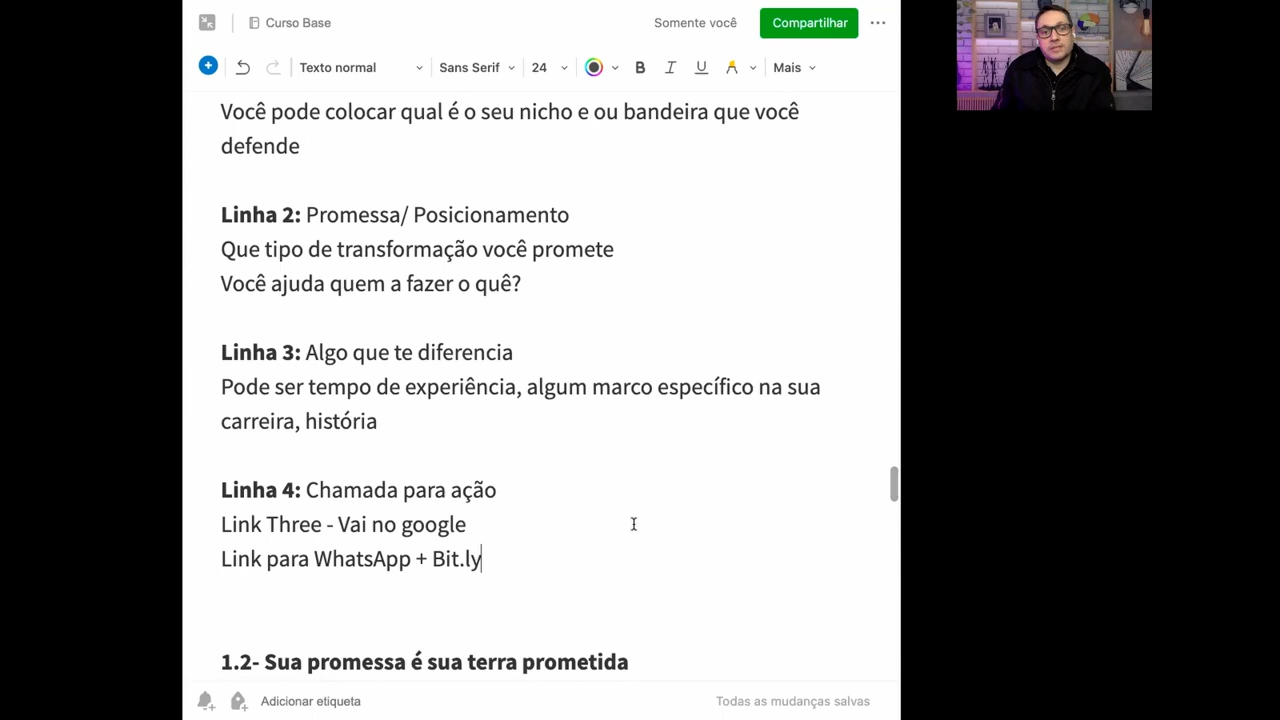 Curso Base
Somente você
Compartilhar
Texto normal
Sans Serif
24
B
I
U
A
Mais
Você pode colocar qual é o seu nicho e ou bandeira que você
defende
Linha 2: Promessa/ Posicionamento
Que tipo de transformação você promete
Você ajuda quem a fazer o quê?
Linha 3: Algo que te diferencia
Pode ser tempo de experiência, algum marco específico na sua
carreira, história
Linha 4: Chamada para ação
Link Three - Vai no google
Link para WhatsApp + Bit.ly
1.2- Sua promessa é sua terra prometida
Adicionar etiqueta
Todas as mudanças salvas